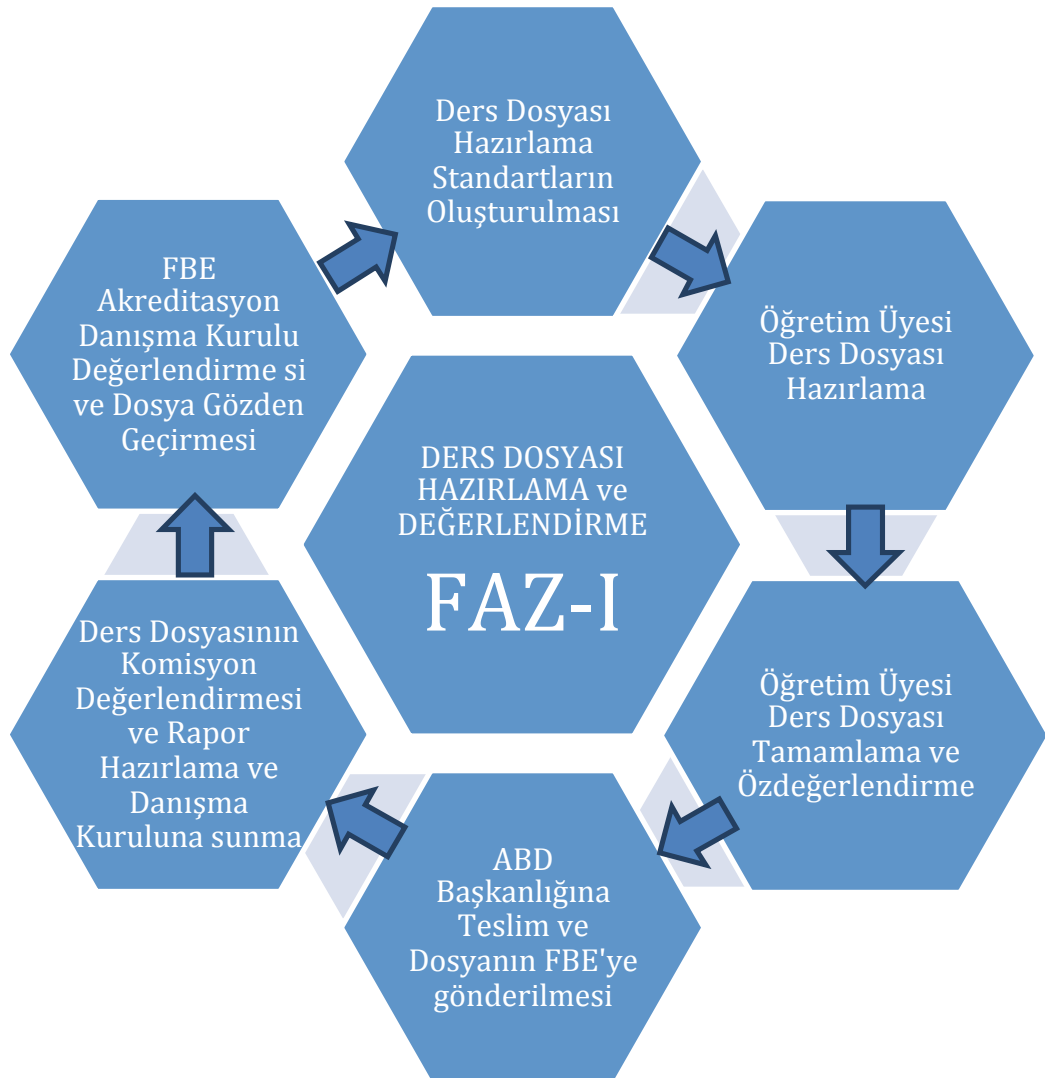 Ders Dosyası
Hazırlama
Standartların
Oluşturulması
Öğretim Üyesi
Ders Dosyası
Hazırlama
Öğretim Üyesi
Ders Dosyası
Tamamlama ve
Özdeğerlendirme
ABD
Başkanlığına
Teslim ve
Dosyanın FBE'ye
gönderilmesi
Ders Dosyasının
Komisyon
Değerlendirmesi
ve Rapor
Hazırlama ve
Danışma
Kuruluna sunma
FBE
Akreditasyon
Danışma Kurulu
Değerlendirme si
ve Dosya Gözden
Geçirmesi
DERS DOSYASI
HAZIRLAMA ve
DEĞERLENDİRME
FAZ-I